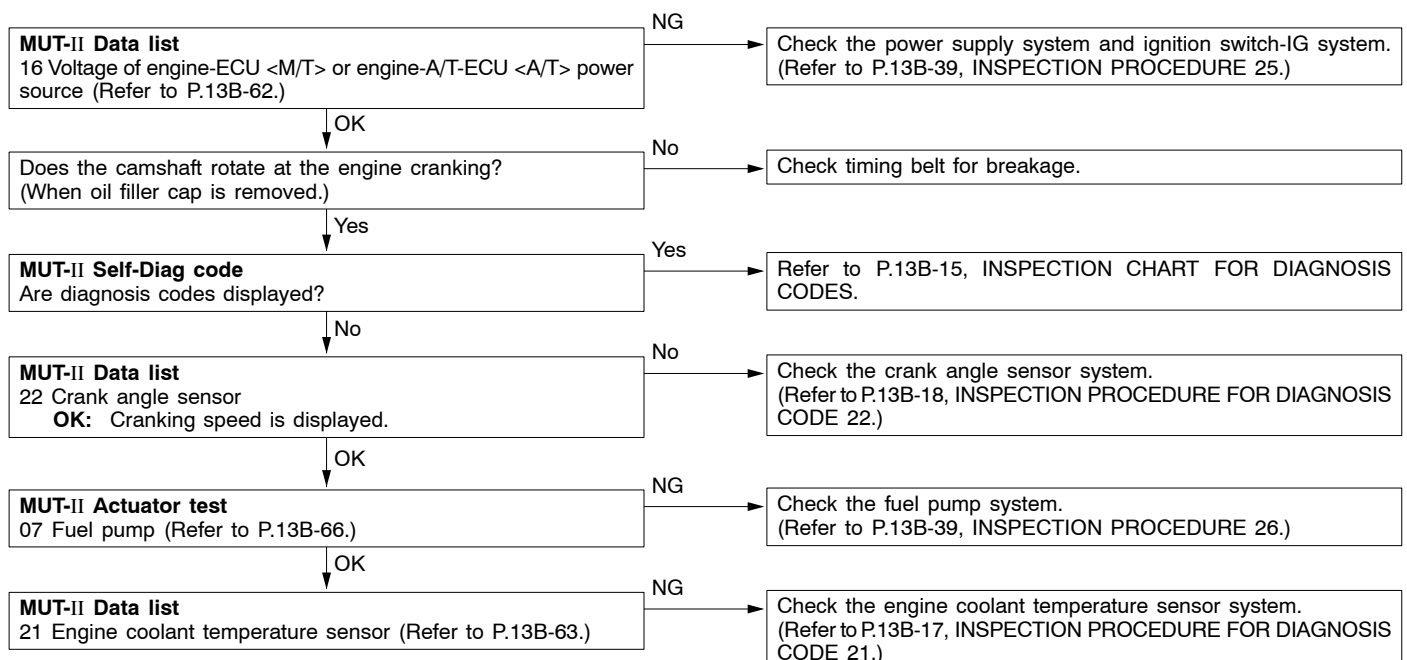 NG
MUT-II Data list
16 Voltage of engine-ECU <M/T> or engine-A/T-ECU <A/T> power
source (Refer to P.13B-62.)
Check the power supply system and ignition switch-IG system.
(Refer to P.13B-39, INSPECTION PROCEDURE 25.)
OK
No
Does the camshaft rotate at the engine cranking?
(When oil filler cap is removed.)
Check timing belt for breakage.
Yes
Yes
MUT-II Self-Diag code
Are diagnosis codes displayed?
Refer to P.13B-15, INSPECTION CHART FOR DIAGNOSIS
CODES.
No
No
MUT-II Data list
22 Crank angle sensor
OK: Cranking speed is displayed.
Check the crank angle sensor system.
(Refer to P.13B-18, INSPECTION PROCEDURE FOR DIAGNOSIS
CODE 22.)
OK
NG
MUT-II Actuator test
07 Fuel pump (Refer to P.13B-66.)
Check the fuel pump system.
(Refer to P.13B-39, INSPECTION PROCEDURE 26.)
OK
NG
MUT-II Data list
21 Engine coolant temperature sensor (Refer to P.13B-63.)
Check the engine coolant temperature sensor system.
(Refer to P.13B-17, INSPECTION PROCEDURE FOR DIAGNOSIS
CODE 21.)